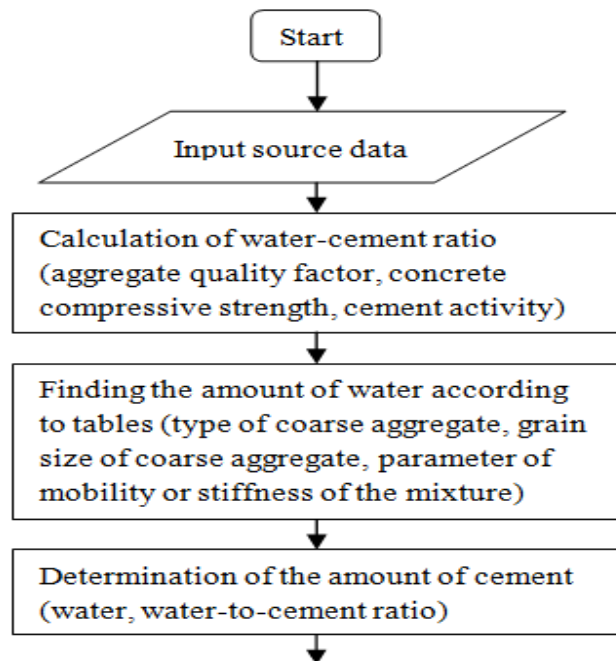 Start
Input source data
Calculation of water-cement ratio
(aggregate quality factor, concrete
compressive strength, cement activity)
Finding the amount of water according
to tables (type of coarse aggregate, grain
size of coarse aggregate, parameter of
mobility or stiffness of the mixture)
Determination of the amount of cement
(water, water-to-cement ratio)